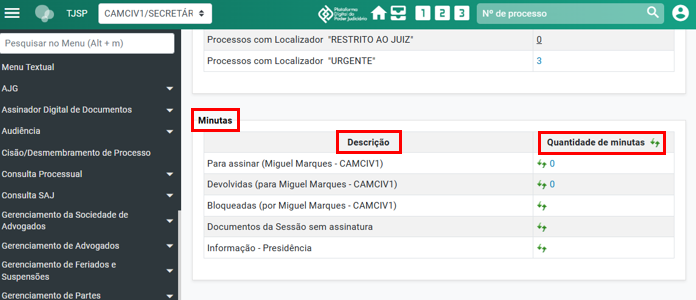 TJSP
CAMCIV1/SECRETÁR
Plataforma
Digital do
Poder Judiciário
1 2 3
Nº de processo
Pesquisar no Menu (Alt + m)
Menu Textual
AJG
Assinador Digital de Documentos
Audiência
Cisão/Desmembramento de Processo
Consulta Processual
Consulta SAJ
Gerenciamento da Sociedade de
Advogados
Gerenciamento de Advogados
Gerenciamento de Feriados e
Suspensões
Gerenciamento de Partes
Processos com Localizador "RESTRITO AO JUIZ" 0
Processos com Localizador "URGENTE" 3
Minutas
Descrição Quantidade de minutas
Para assinar (Miguel Marques - CAMCIV1) 0
Devolvidas (para Miguel Marques - CAMCIV1) 0
Bloqueadas (por Miguel Marques - CAMCIV1)
Documentos da Sessão sem assinatura
Informação - Presidência